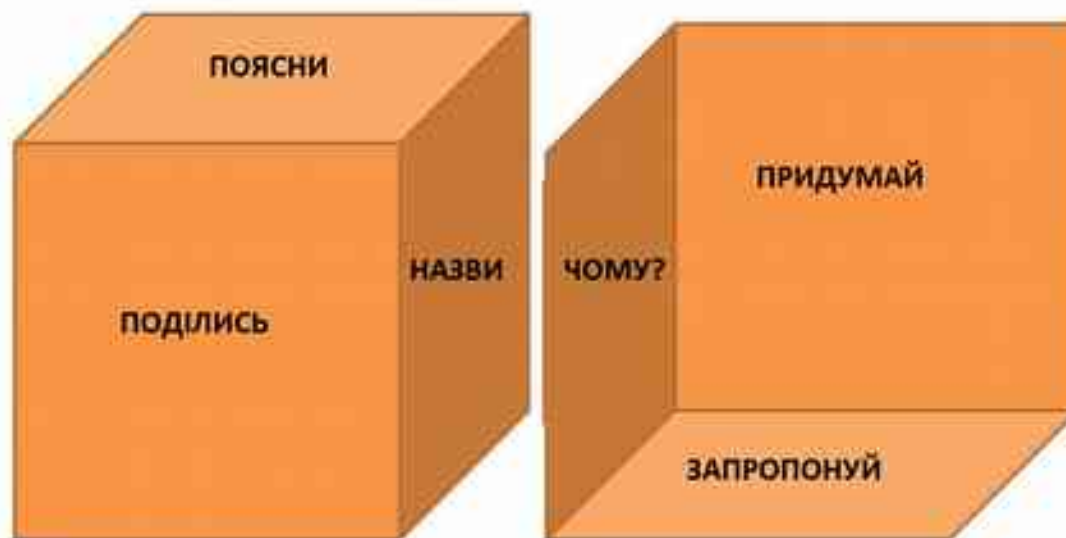 ПОЯСНИ
ПОДІЛИСЬ
НАЗВИ
ЧОМУ?
ПРИДУМАЙ
ЗАПРОПОНУЙ